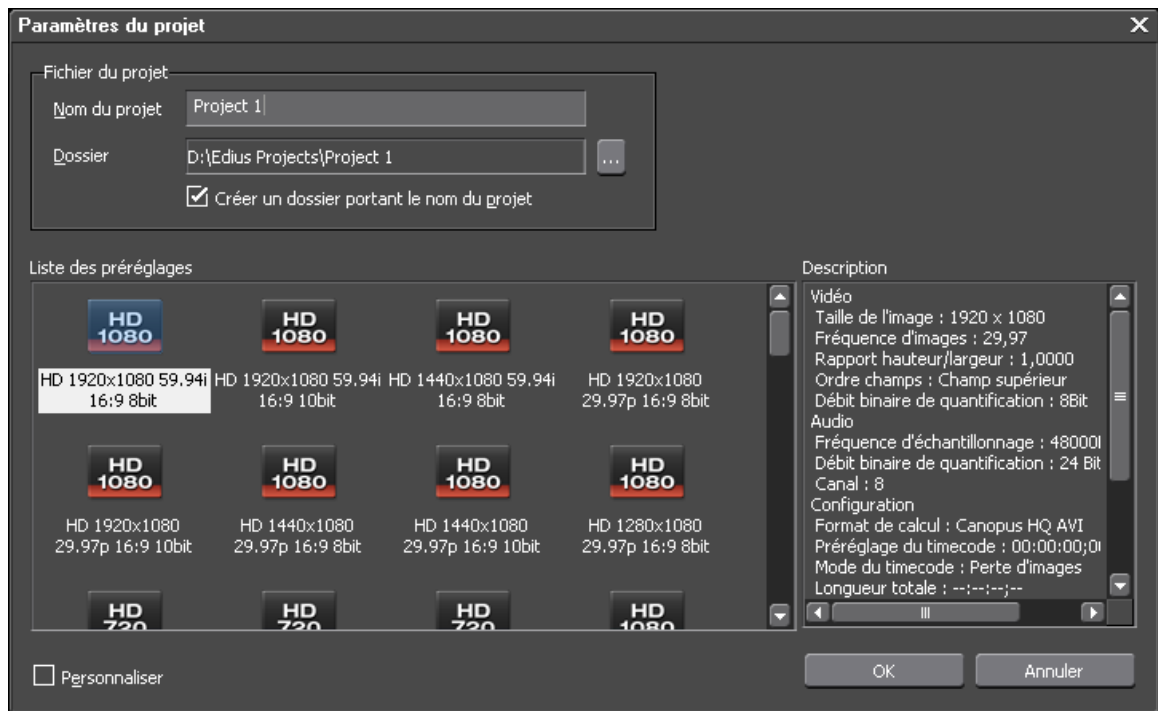 Paramètres du projet
Fichier du projet
Nom du projet Project 1
Dossier D:\Edius Projects\Project 1 ...
Créer un dossier portant le nom du projet
Liste des préréglages
HD 1080 HD 1080 HD 1080 HD 1080
HD 1920x1080 59.94i HD 1920x1080 59.94i HD 1440x1080 59.94i HD 1920x1080
16:9 8bit 16:9 10bit 16:9 8bit 29.97p 16:9 8bit
HD 1080 HD 1080 HD 1080 HD 1080
HD 1920x1080 HD 1440x1080 HD 1440x1080 HD 1280x1080
29.97p 16:9 10bit 29.97p 16:9 8bit 29.97p 16:9 10bit 29.97p 16:9 8bit
HD 720 HD 720 HD 720 HD 1080
Description
Vidéo
Taille de l'image : 1920 x 1080
Fréquence d'images : 29,97
Rapport hauteur/largeur : 1,0000
Ordre champs : Champ supérieur
Débit binaire de quantification : 8Bit
Audio
Fréquence d'échantillonnage : 48000
Débit binaire de quantification : 24 Bit
Canal : 8
Configuration
Format de calcul : Canopus HQ AVI
Préréglage du timecode : 00:00:00;0
Mode du timecode : Perte d'images
Longueur totale : --:--:--;--
Personnaliser
OK Annuler